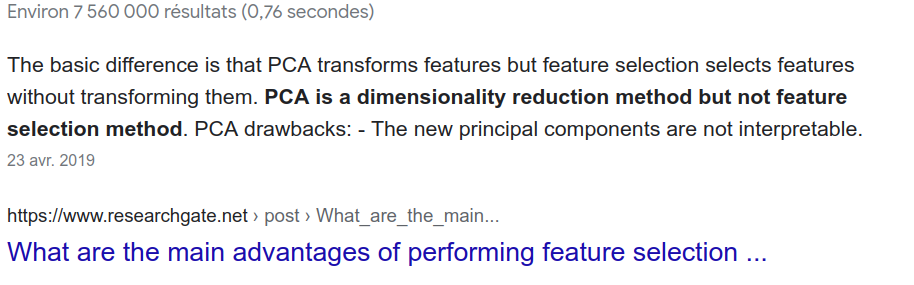 Environ 7 560 000 résultats (0,76 secondes)
The basic difference is that PCA transforms features but feature selection selects features
without transforming them. PCA is a dimensionality reduction method but not feature
selection method. PCA drawbacks: - The new principal components are not interpretable.
23 avr. 2019
https://www.researchgate.net › post › What_are_the_main...
What are the main advantages of performing feature selection ...